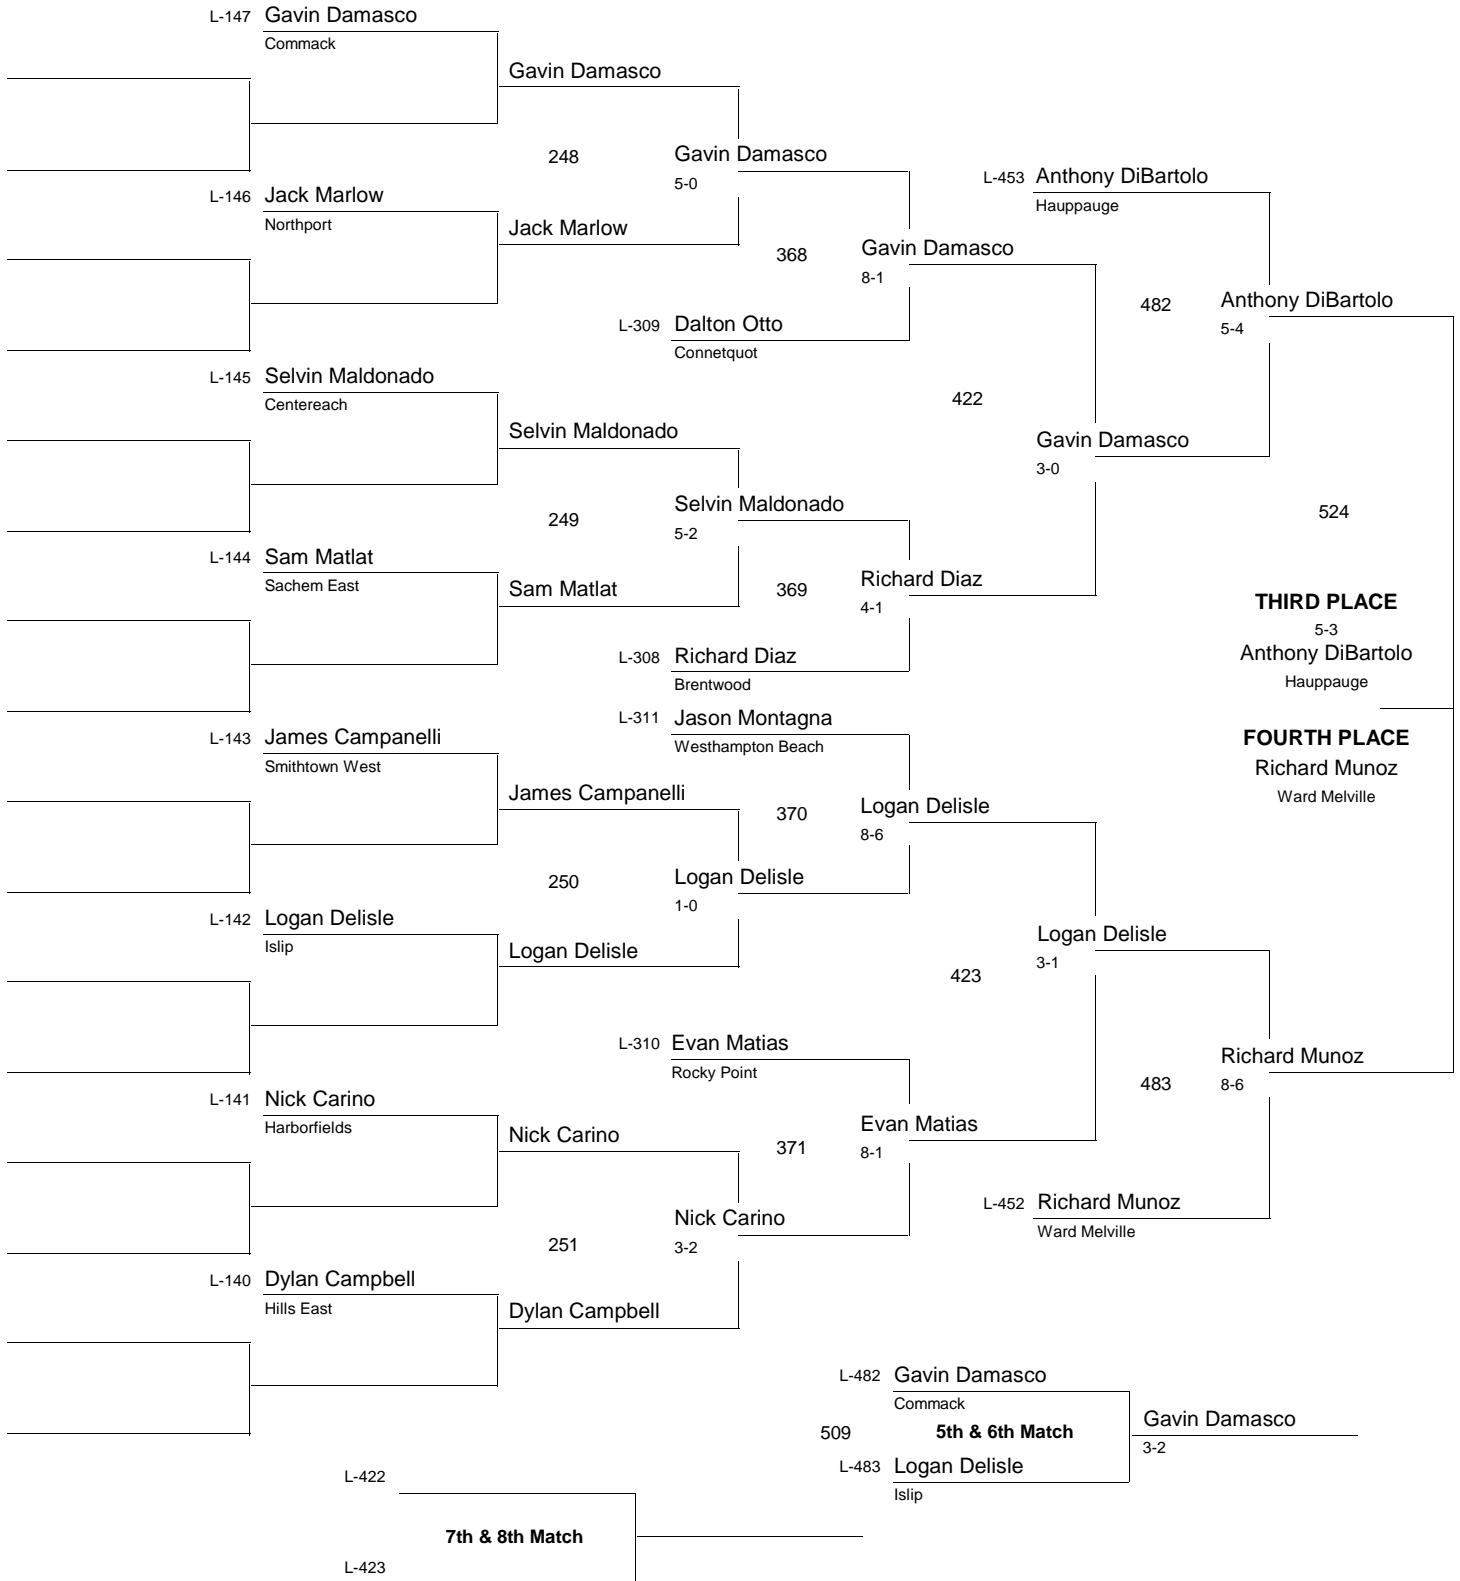 L-147 Gavin Damasco
Commack
Gavin Damasco
248
Gavin Damasco
5-0
L-453 Anthony DiBartolo
Hauppauge
L-146 Jack Marlow
Northport
Jack Marlow
368
Gavin Damasco
8-1
482
Anthony DiBartolo
5-4
L-309 Dalton Otto
Connetquot
L-145 Selvin Maldonado
Centereach
422
Selvin Maldonado
Gavin Damasco
3-0
249
Selvin Maldonado
5-2
524
L-144 Sam Matlat
Sachem East
Sam Matlat
369
Richard Diaz
4-1
THIRD PLACE
5-3
Anthony DiBartolo
Hauppauge
L-308 Richard Diaz
Brentwood
L-311 Jason Montagna
Westhampton Beach
FOURTH PLACE
Richard Munoz
Ward Melville
L-143 James Campanelli
Smithtown West
James Campanelli
370
Logan Delisle
8-6
250
Logan Delisle
1-0
L-142 Logan Delisle
Islip
Logan Delisle
Logan Delisle
3-1
423
L-310 Evan Matias
Rocky Point
Richard Munoz
8-6
483
L-141 Nick Carino
Harborfields
Nick Carino
371
Evan Matias
8-1
Nick Carino
3-2
L-452 Richard Munoz
Ward Melville
251
L-140 Dylan Campbell
Hills East
Dylan Campbell
L-482 Gavin Damasco
Commack
509
5th & 6th Match
Gavin Damasco
3-2
L-483 Logan Delisle
Islip
L-422
7th & 8th Match
L-423